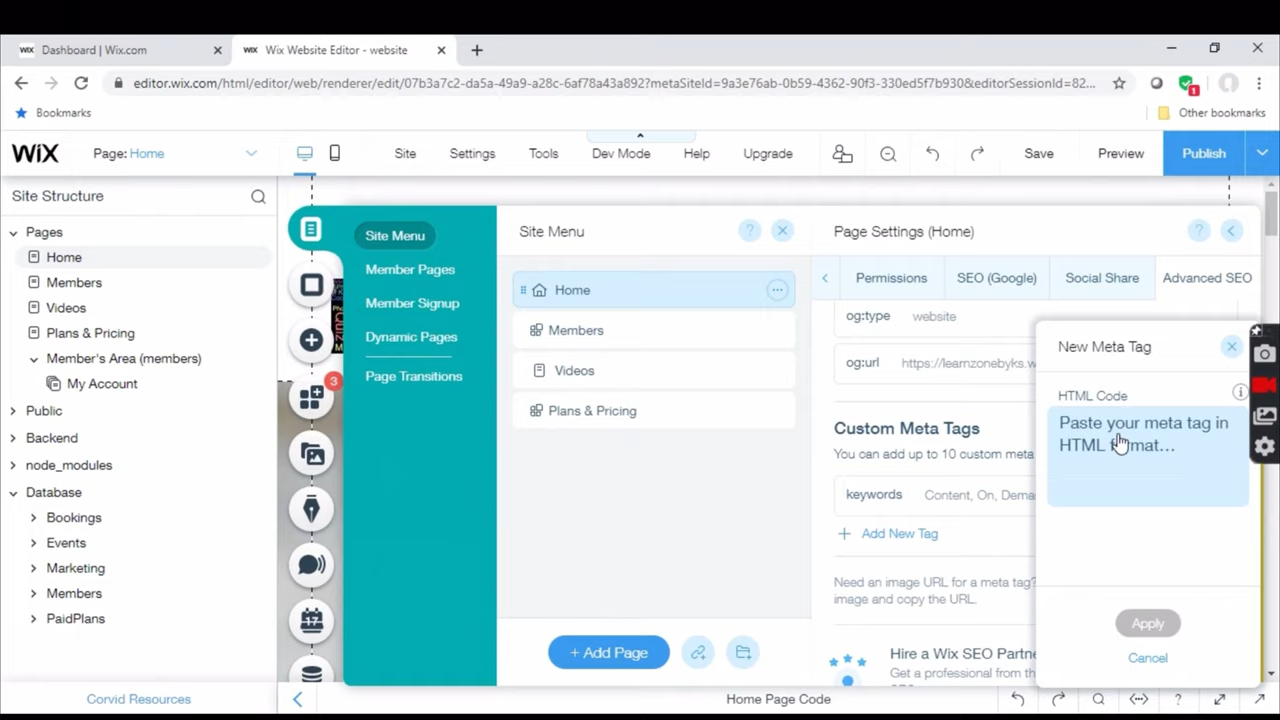 WIX Dashboard | Wix.com
WIX Wix Website Editor - website
editor.wix.com/html/editor/web/renderer/edit/07b3a7c2-da5a-49a9-a28c-6af78a43a892?metaSiteId=9a3e76ab-0b59-4362-90f3-330ed5f7b930&editorSessionId=82...
1
Bookmarks
Other bookmarks
WIX
Page: Home
Site
Settings
Tools
Dev Mode
Help
Upgrade
Save
Preview
Publish
Site Structure
Pages
Home
Members
Videos
Plans & Pricing
Member's Area (members)
My Account
Public
Backend
node_modules
Database
Bookings
Events
Marketing
Members
PaidPlans
Corvid Resources
3
17
Site Menu
Member Pages
Member Signup
Dynamic Pages
Page Transitions
Site Menu
?
Home
Members
Videos
Plans & Pricing
+ Add Page
Page Settings (Home)
?
Permissions
SEO (Google)
Social Share
Advanced SEO
og:type website
og:url https://learnzonebyks.w
Custom Meta Tags
You can add up to 10 custom meta
keywords Content, On, Dema
+ Add New Tag
Need an image URL for a meta tag?
image and copy the URL.
Hire a Wix SEO Partne
Get a professional from th
New Meta Tag
HTML Code
Paste your meta tag in
HTML format...
Apply
Cancel
Home Page Code
?